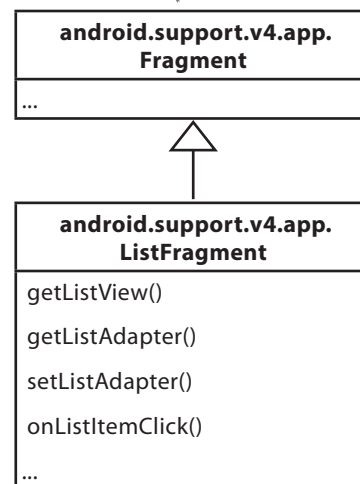 android.support.v4.app.
Fragment
...
android.support.v4.app.
ListFragment
getListView()
getListAdapter()
setListAdapter()
onListItemClick()
...